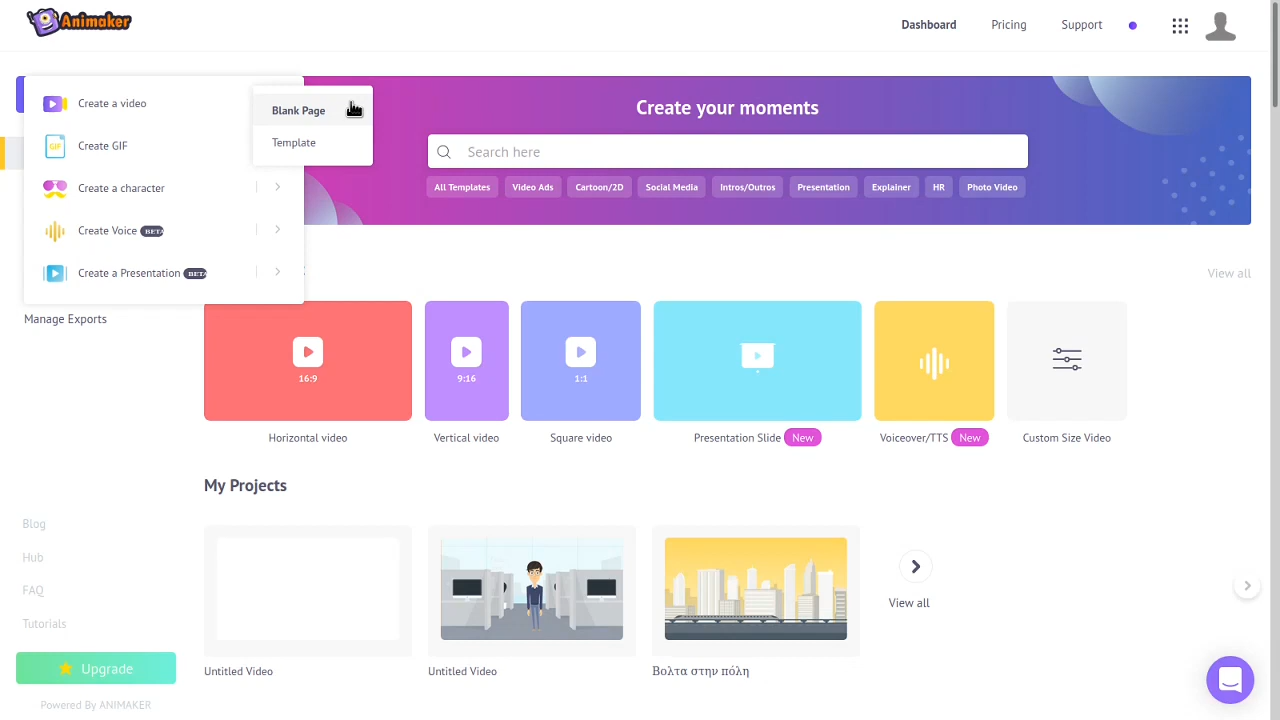 Animaker
Dashboard
Pricing
Support
Create a video
Blank Page
Template
Create GIF
GIF
Create a character
Create Voice BETA
Create a Presentation BETA
Manage Exports
Create your moments
Search here
All Templates
Video Ads
Cartoon/2D
Social Media
Intros/Outros
Presentation
Explainer
HR
Photo Video
View all
16:9
9:16
1:1
Horizontal video
Vertical video
Square video
Presentation Slide New
Voiceover/TTS New
Custom Size Video
My Projects
Untitled Video
Untitled Video
Βολτα στην πόλη
View all
Blog
Hub
FAQ
Tutorials
Upgrade
Powered By ANIMAKER